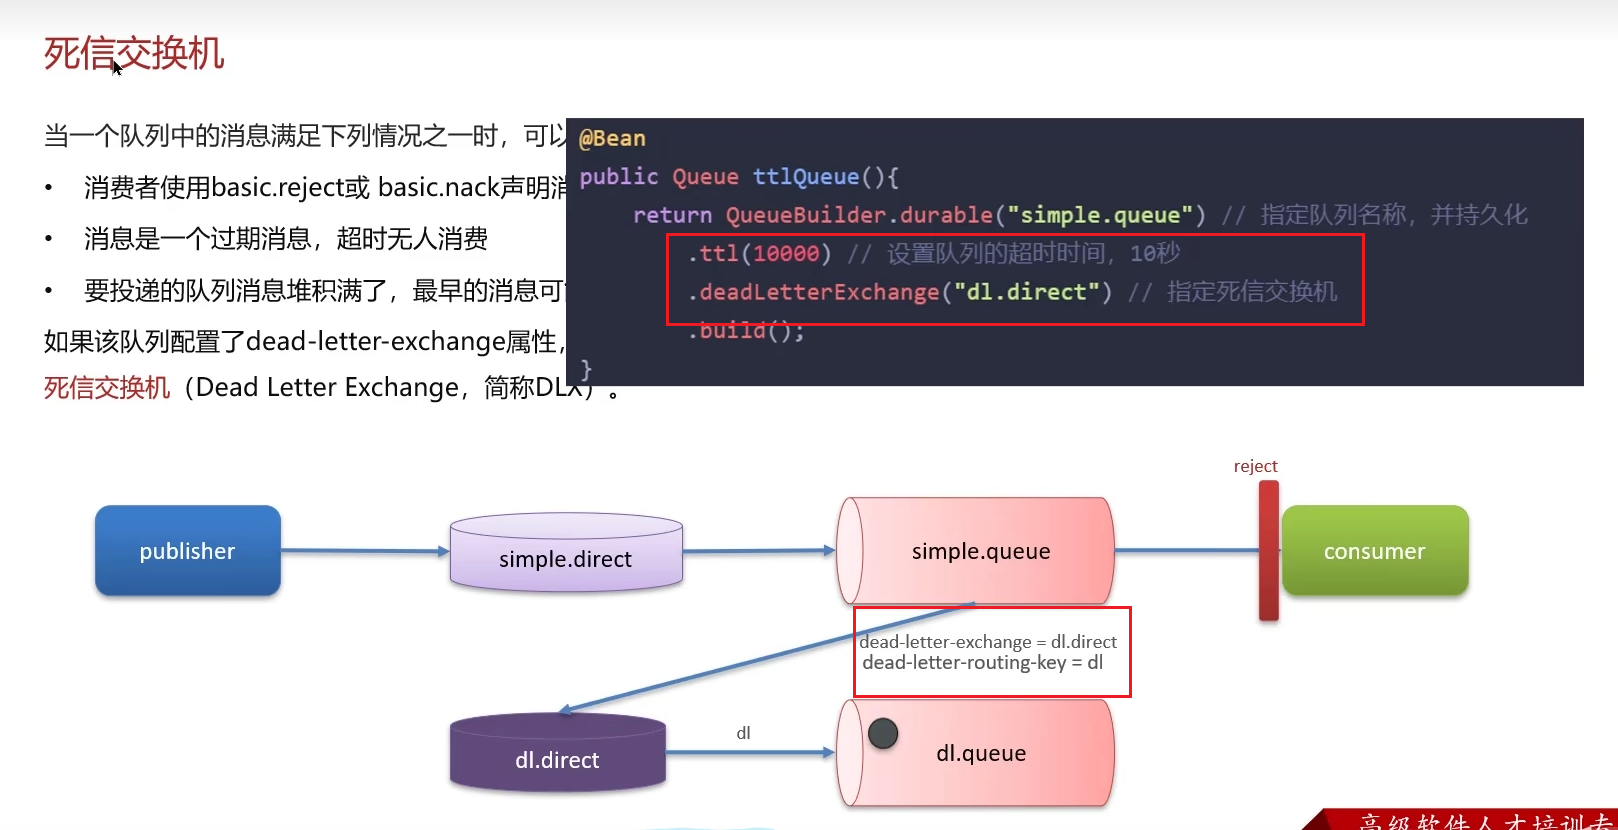 死信交换机
当一个队列中的消息满足下列情况之一时，可以
• 消费者使用basic.reject或 basic.nack声明消
• 消息是一个过期消息，超时无人消费
• 要投递的队列消息堆积满了，最早的消息可
如果该队列配置了dead-letter-exchange属性，
死信交换机（Dead Letter Exchange，简称DLX）。
@Bean
public Queue ttlQueue(){
return QueueBuilder.durable("simple.queue") // 指定队列名称，并持久化
.ttl(10000) // 设置队列的超时时间，10秒
.deadLetterExchange("dl.direct") // 指定死信交换机
.build();
}
reject
publisher
simple.direct
simple.queue
consumer
dead-letter-exchange = dl.direct
dead-letter-routing-key = dl
dl.direct
dl
dl.queue
高级软件人才培训专